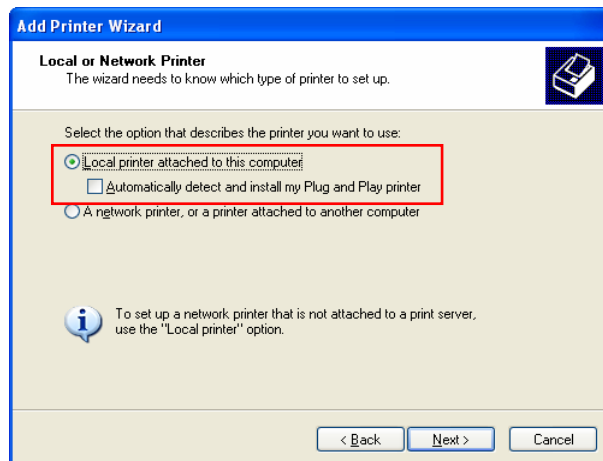 Add Printer Wizard
Local or Network Printer
The wizard needs to know which type of printer to set up.
Select the option that describes the printer you want to use:
Local printer attached to this computer
Automatically detect and install my Plug and Play printer
A network printer, or a printer attached to another computer
To set up a network printer that is not attached to a print server,
use the "Local printer" option.
< Back Next > Cancel